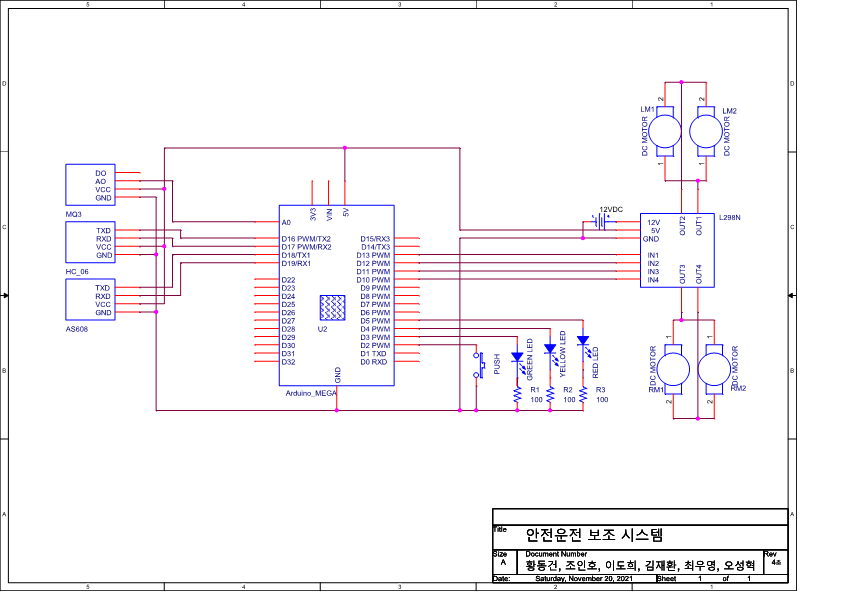 5
4
3
2
1
D
D
LM1
2
2
LM2
DC MOTOR
DC MOTOR
1
1
DO
AO
VCC
GND
MQ3
TXD
RXD
VCC
GND
HC_06
TXD
RXD
VCC
GND
AS608
C
C
3V3
VIN
5V
A0
D16 PWM/TX2
D17 PWM/RX2
D18/TX1
D19/RX1
D22
D23
D24
D25
D26
D27
D28
D29
D30
D31
D32
D15/RX3
D14/TX3
D13 PWM
D12 PWM
D11 PWM
D10 PWM
D9 PWM
D8 PWM
D7 PWM
D6 PWM
D5 PWM
D4 PWM
D3 PWM
D2 PWM
D1 TXD
D0 RXD
U2
GND
Arduino_MEGA
12VDC
12V
5V
GND
IN1
IN2
IN3
IN4
OUT2
OUT1
OUT3
OUT4
L298N
PUSH
GREEN LED
YELLOW LED
RED LED
R1
100
R2
100
R3
100
1
1
DC MOTOR
DC MOTOR
RM1
RM2
2
2
B
B
A
A
Title
안전운전 보조 시스템
Size
A
Document Number
황동건, 조인호, 이도희, 김재환, 최우영, 오성혁
Rev
4조
Date:
Saturday, November 20, 2021
Sheet
1
of
1
5
4
3
2
1